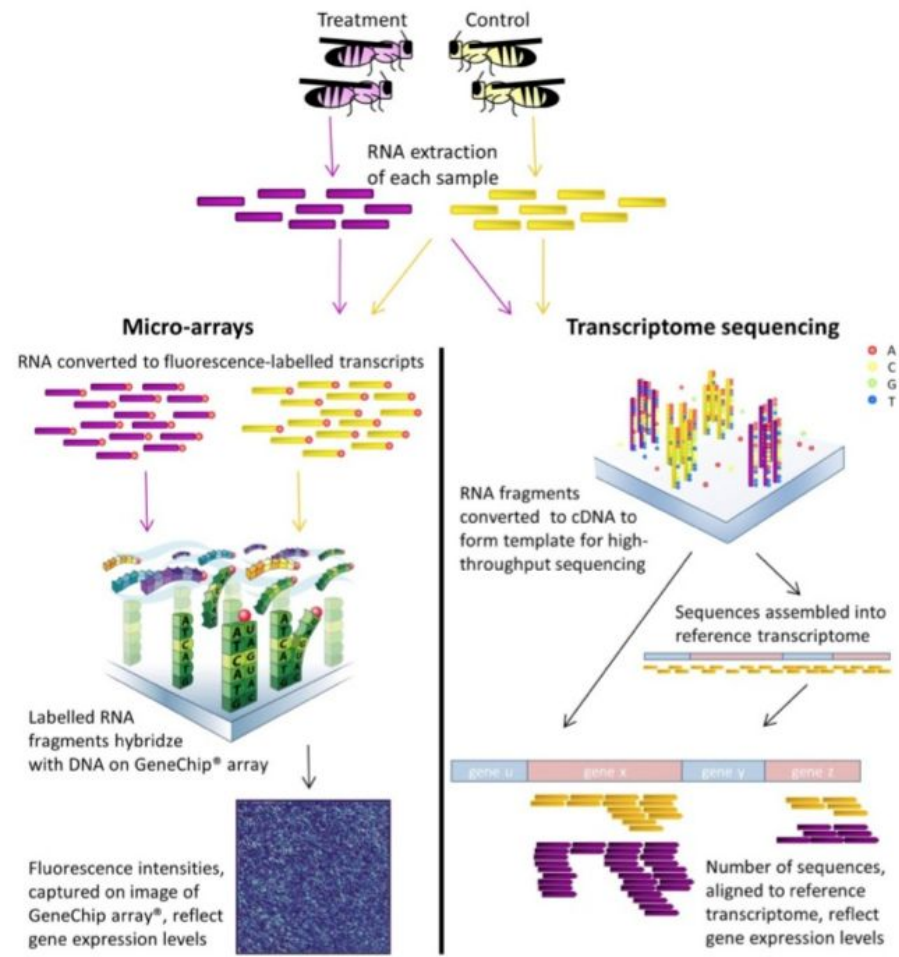 Treatment
Control
RNA extraction
of each sample
Micro-arrays
RNA converted to fluorescence-labelled transcripts
A T C A T G
U A G U A C
A T C A T G
A T C A T G
U A G U A C
Labelled RNA
fragments hybridze
with DNA on GeneChip® array
Fluorescence intensities,
captured on image of
GeneChip array®, reflect
gene expression levels
Transcriptome sequencing
A
C
G
T
RNA fragments
converted to cDNA to
form template for high-
throughput sequencing
Sequences assembled into
reference transcriptome
gene u
gene x
gene y
gene z
Number of sequences,
aligned to reference
transcriptome, reflect
gene expression levels